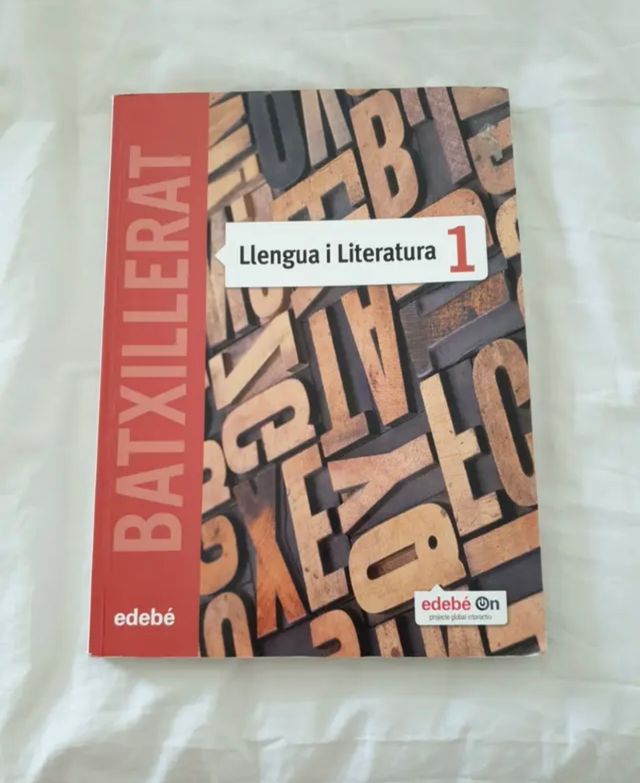 BATXILLERAT
Llengua i Literatura 1
edebé
edebé On
projecte global interactiu